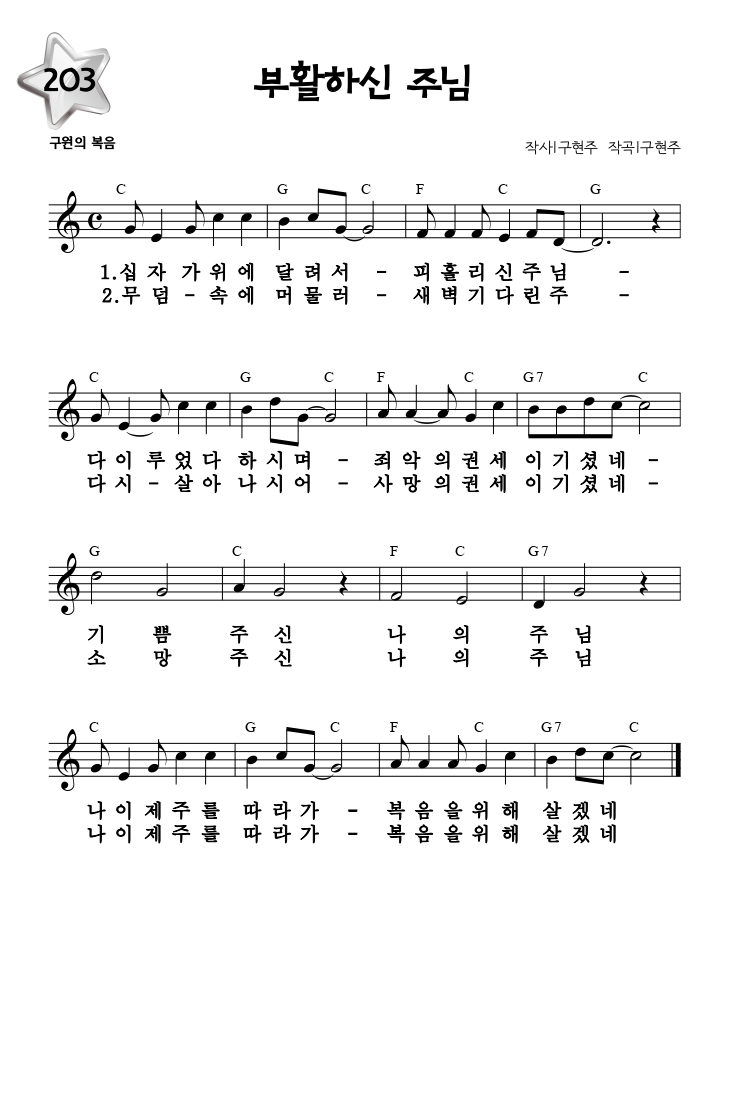 203
부활하신 주님
구원의 복음
작사|구현주 작곡|구현주
C G C F C G
1.십 자 가 위 에 달 려 서 - 피 흘 리 신 주 님 -
2.무 덤 - 속 에 머 물 러 - 새 벽 기 다 린 주 -
C G C F C G7 C
다 이 루 었 다 하 시 며 - 죄 악 의 권 세 이 기 셨 네 -
다 시 - 살 아 나 시 어 - 사 망 의 권 세 이 기 셨 네 -
G C F C G7
기 쁨 주 신 나 의 주 님
소 망 주 신 나 의 주 님
C G C F C G7 C
나 이 제 주 를 따 라 가 - 복 음 을 위 해 살 겠 네
나 이 제 주 를 따 라 가 - 복 음 을 위 해 살 겠 네